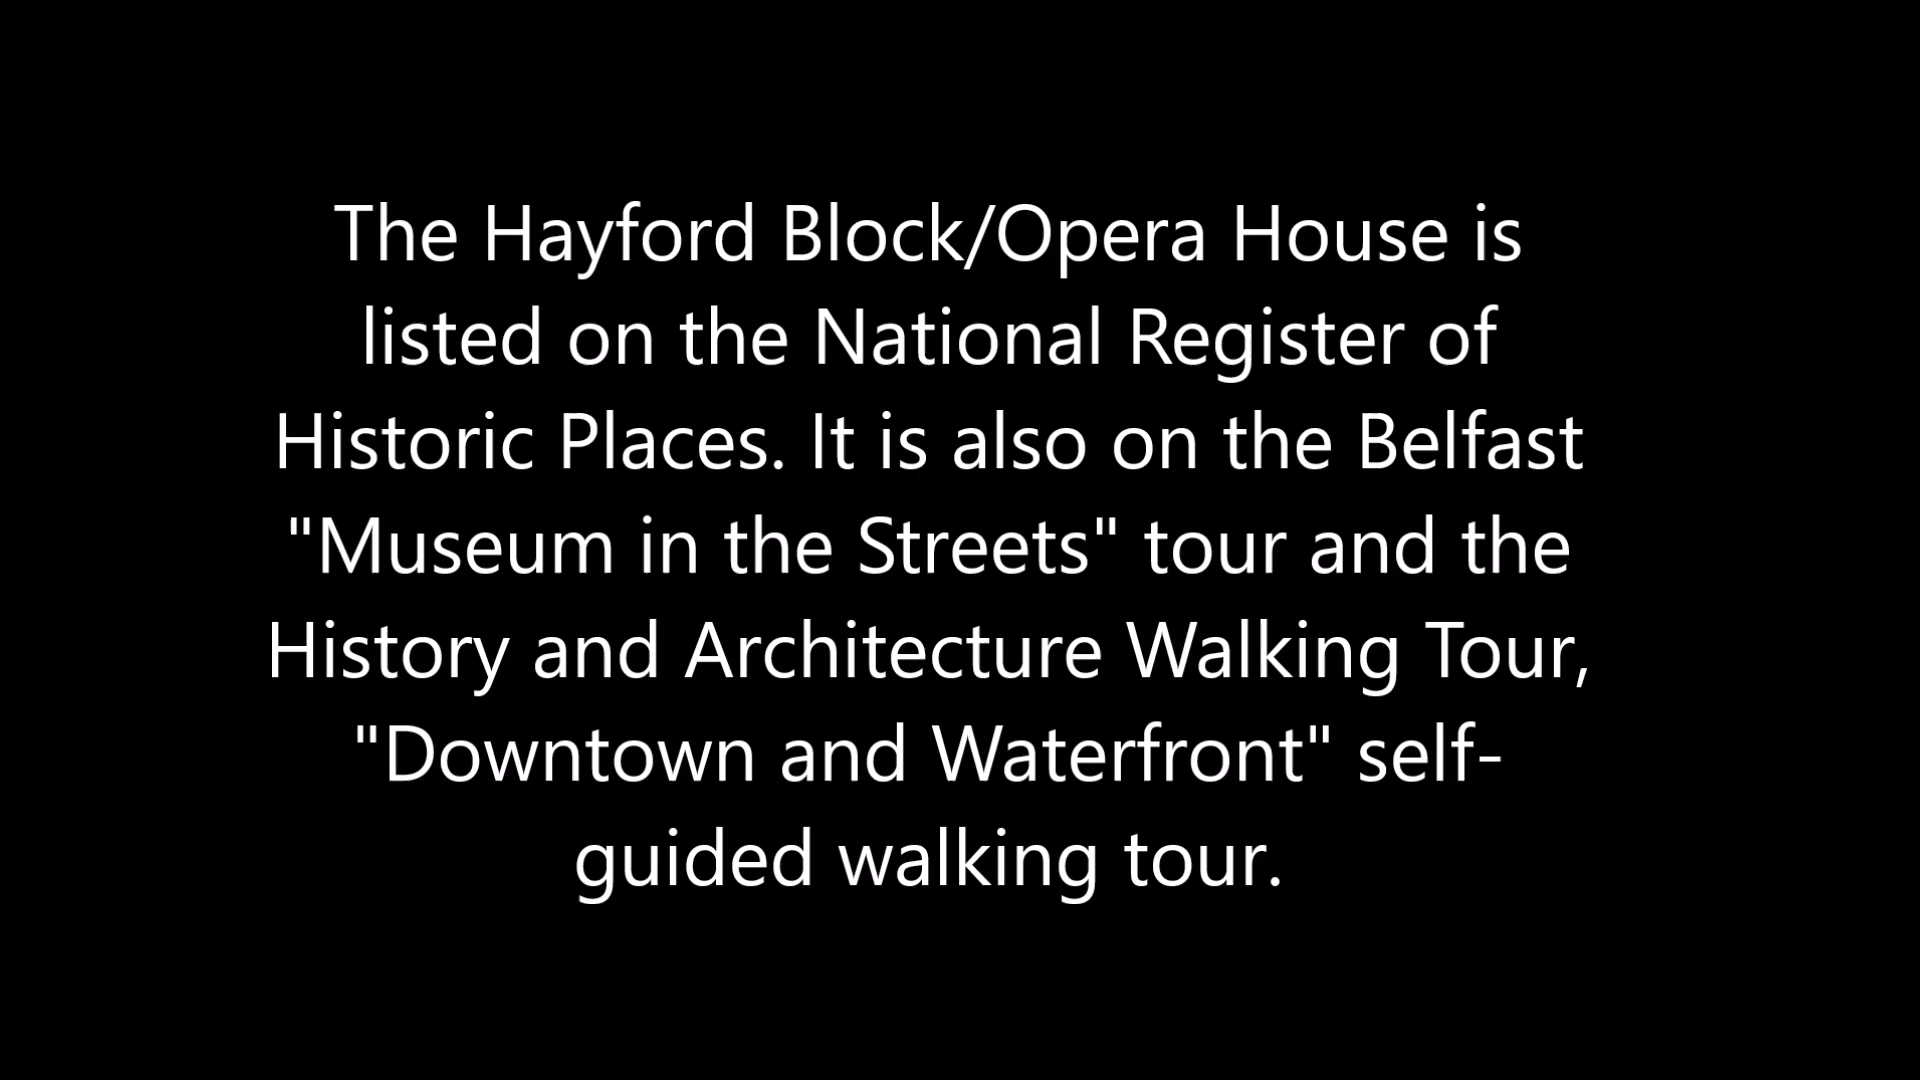 The Hayford Block/Opera House is
listed on the National Register of
Historic Places. It is also on the Belfast
"Museum in the Streets" tour and the
History and Architecture Walking Tour,
"Downtown and Waterfront" self-
guided walking tour.